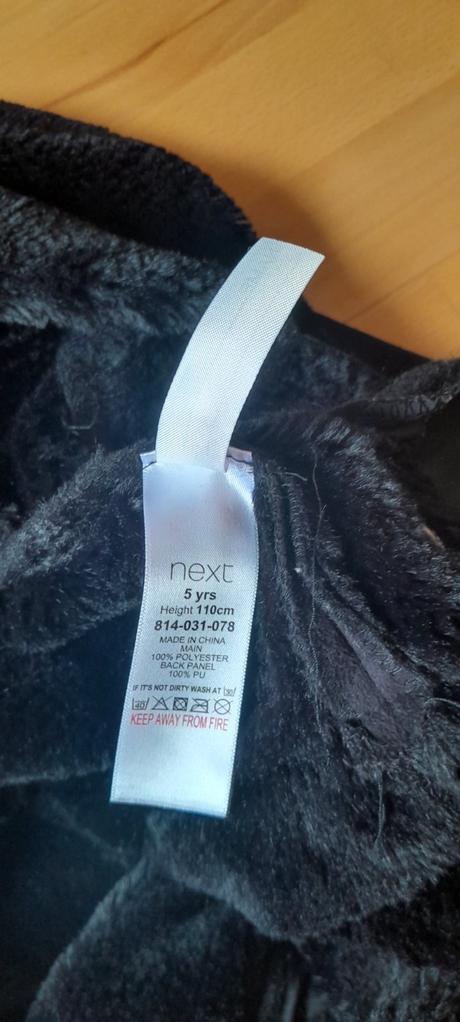 next
5 yrs
Height 110cm
814-031-078
MADE IN CHINA
MAIN
100% POLYESTER
BACK PANEL
100% PU
IF IT'S NOT DIRTY WASH AT 30
40
KEEP AWAY FROM FIRE